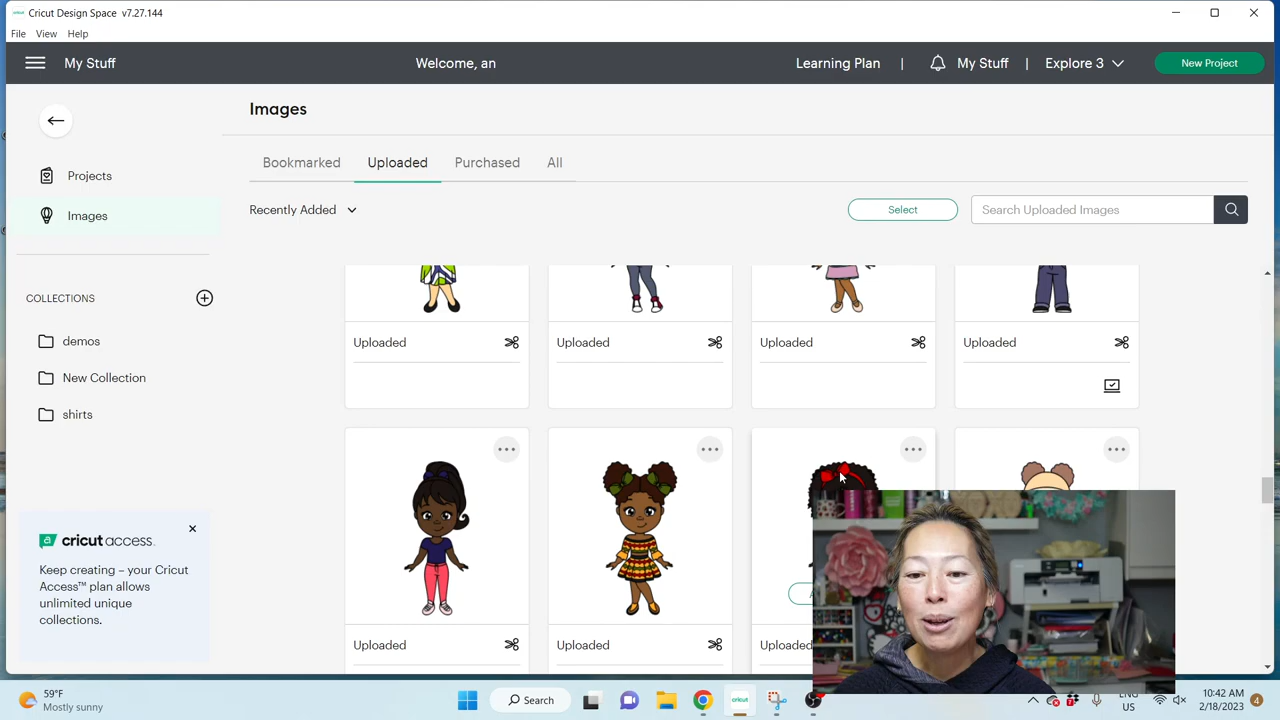 Cricut Design Space v7.27.144
File View Help
My Stuff
Welcome, an
Learning Plan | My Stuff | Explore 3
New Project
Images
Bookmarked Uploaded Purchased All
Projects
Images
Recently Added
Select
Search Uploaded Images
COLLECTIONS
demos
New Collection
shirts
Uploaded
Uploaded
Uploaded
Uploaded
cricut access.
Keep creating – your Cricut
Access™ plan allows
unlimited unique
collections.
Uploaded
Uploaded
Uploaded
59°F
Mostly sunny
Search
ENG
US
10:42 AM
2/18/2023
4